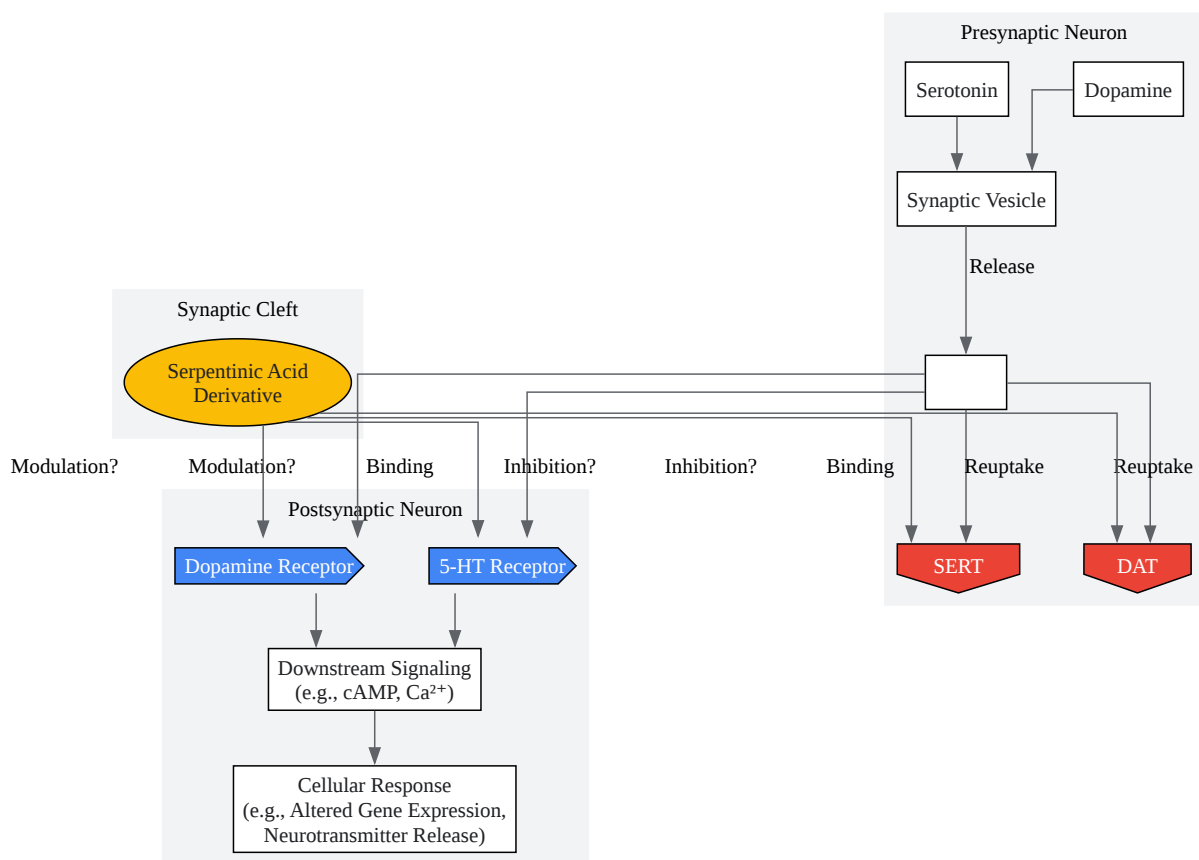 Presynaptic Neuron
Serotonin
Dopamine
Synaptic Vesicle
Release
Synaptic Cleft
Serpentinic Acid
Derivative
Modulation?
Modulation?
Binding
Inhibition?
Inhibition?
Binding
Reuptake
Reuptake
Postsynaptic Neuron
Dopamine Receptor
5-HT Receptor
SERT
DAT
Downstream Signaling
(e.g., cAMP, Ca²⁺)
Cellular Response
(e.g., Altered Gene Expression,
Neurotransmitter Release)